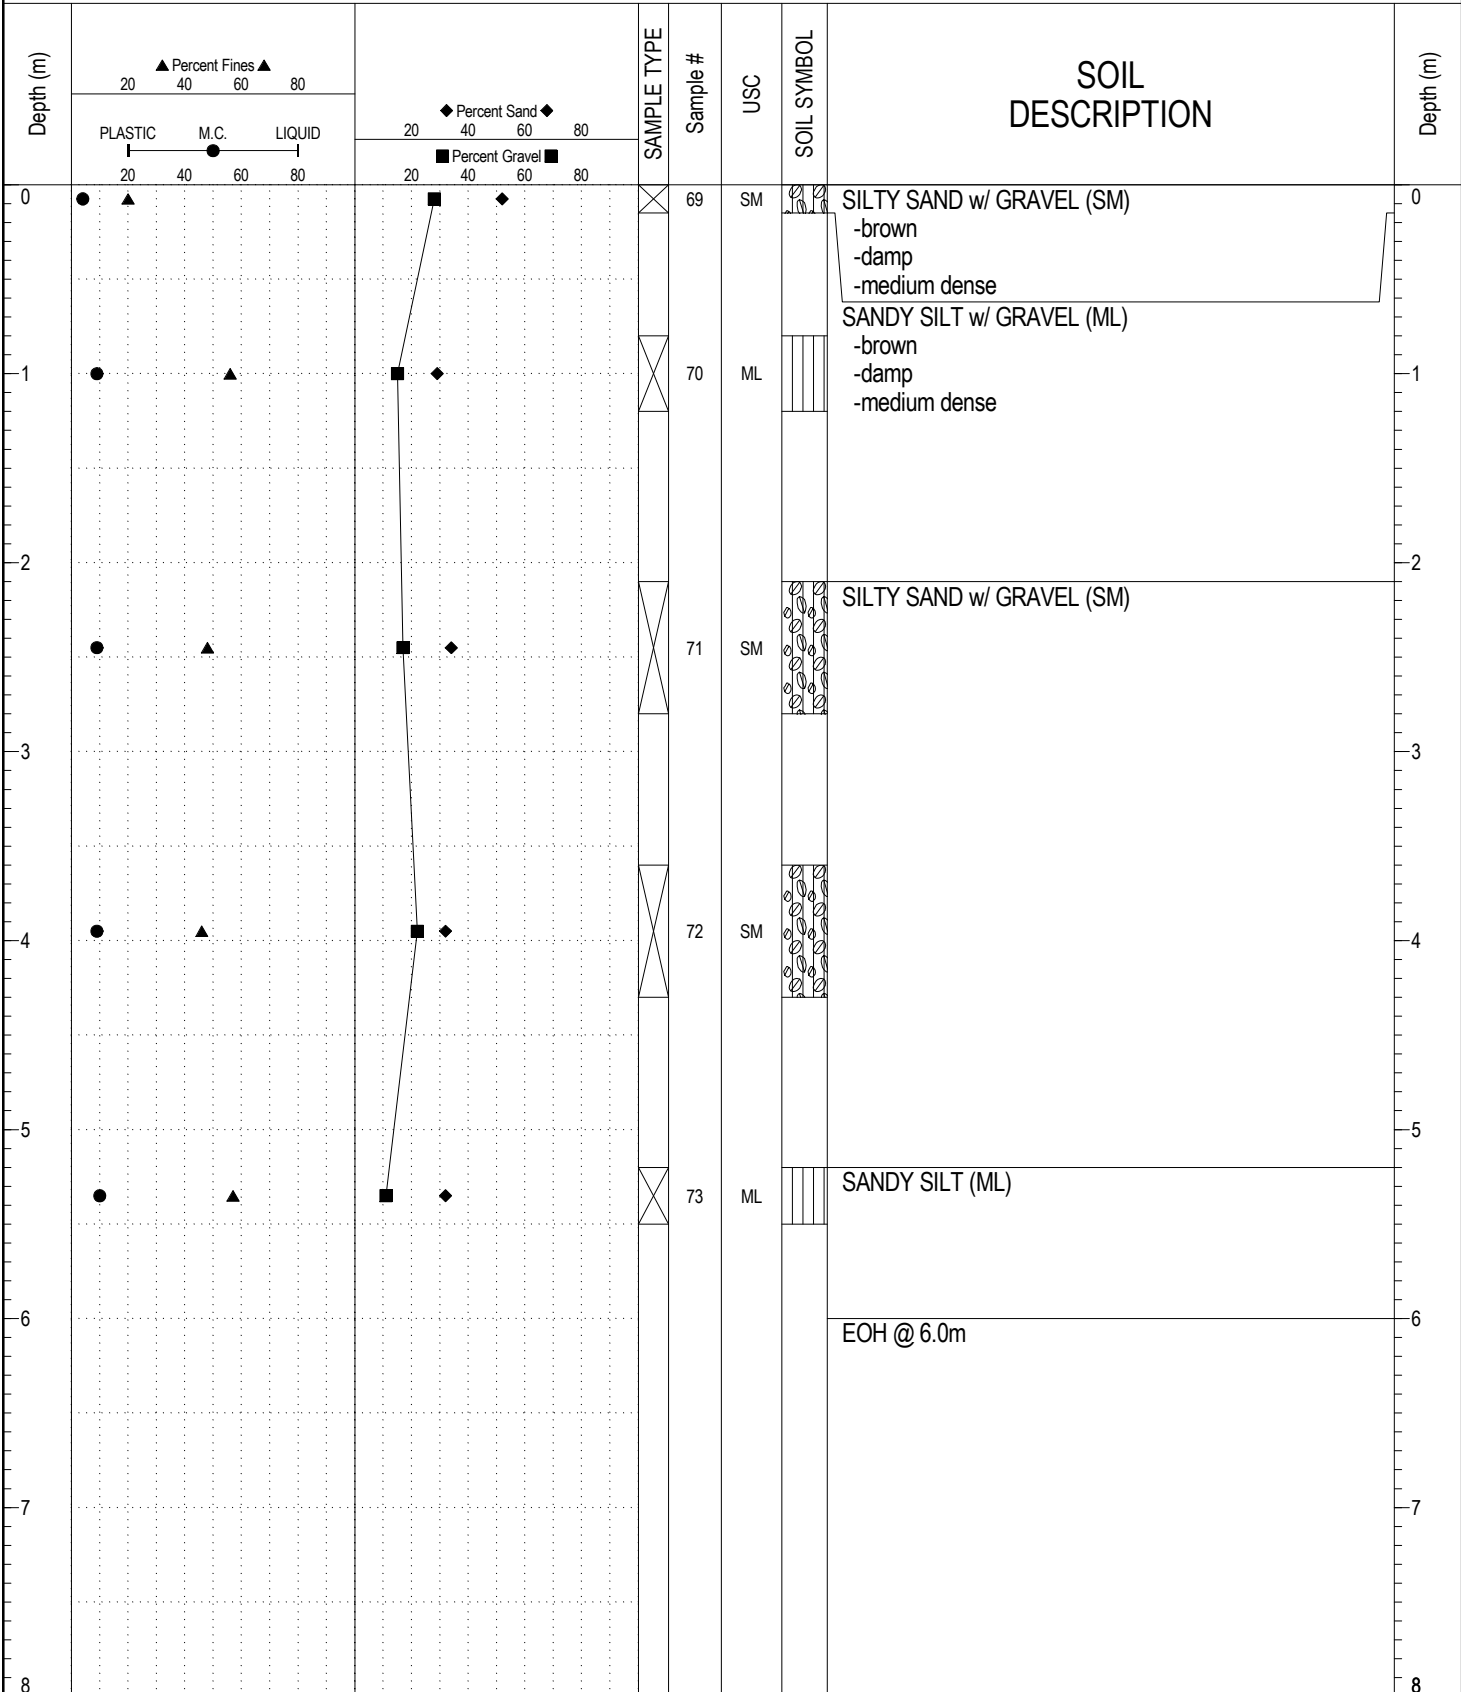 Depth (m)
▲ Percent Fines ▲
20 40 60 80
PLASTIC M.C. LIQUID
20 40 60 80
◆ Percent Sand ◆
20 40 60 80
■ Percent Gravel ■
20 40 60 80
SAMPLE TYPE
Sample #
USC
SOIL SYMBOL
SOIL
DESCRIPTION
Depth (m)
0 69 SM SILTY SAND w/ GRAVEL (SM) 0
-brown
-damp
-medium dense
SANDY SILT w/ GRAVEL (ML)
-brown
1 70 ML -damp 1
-medium dense
2 2
SILTY SAND w/ GRAVEL (SM)
71 SM
3 3
72 SM
4 4
5 5
SANDY SILT (ML)
73 ML
6 6
EOH @ 6.0m
7 7
8 8